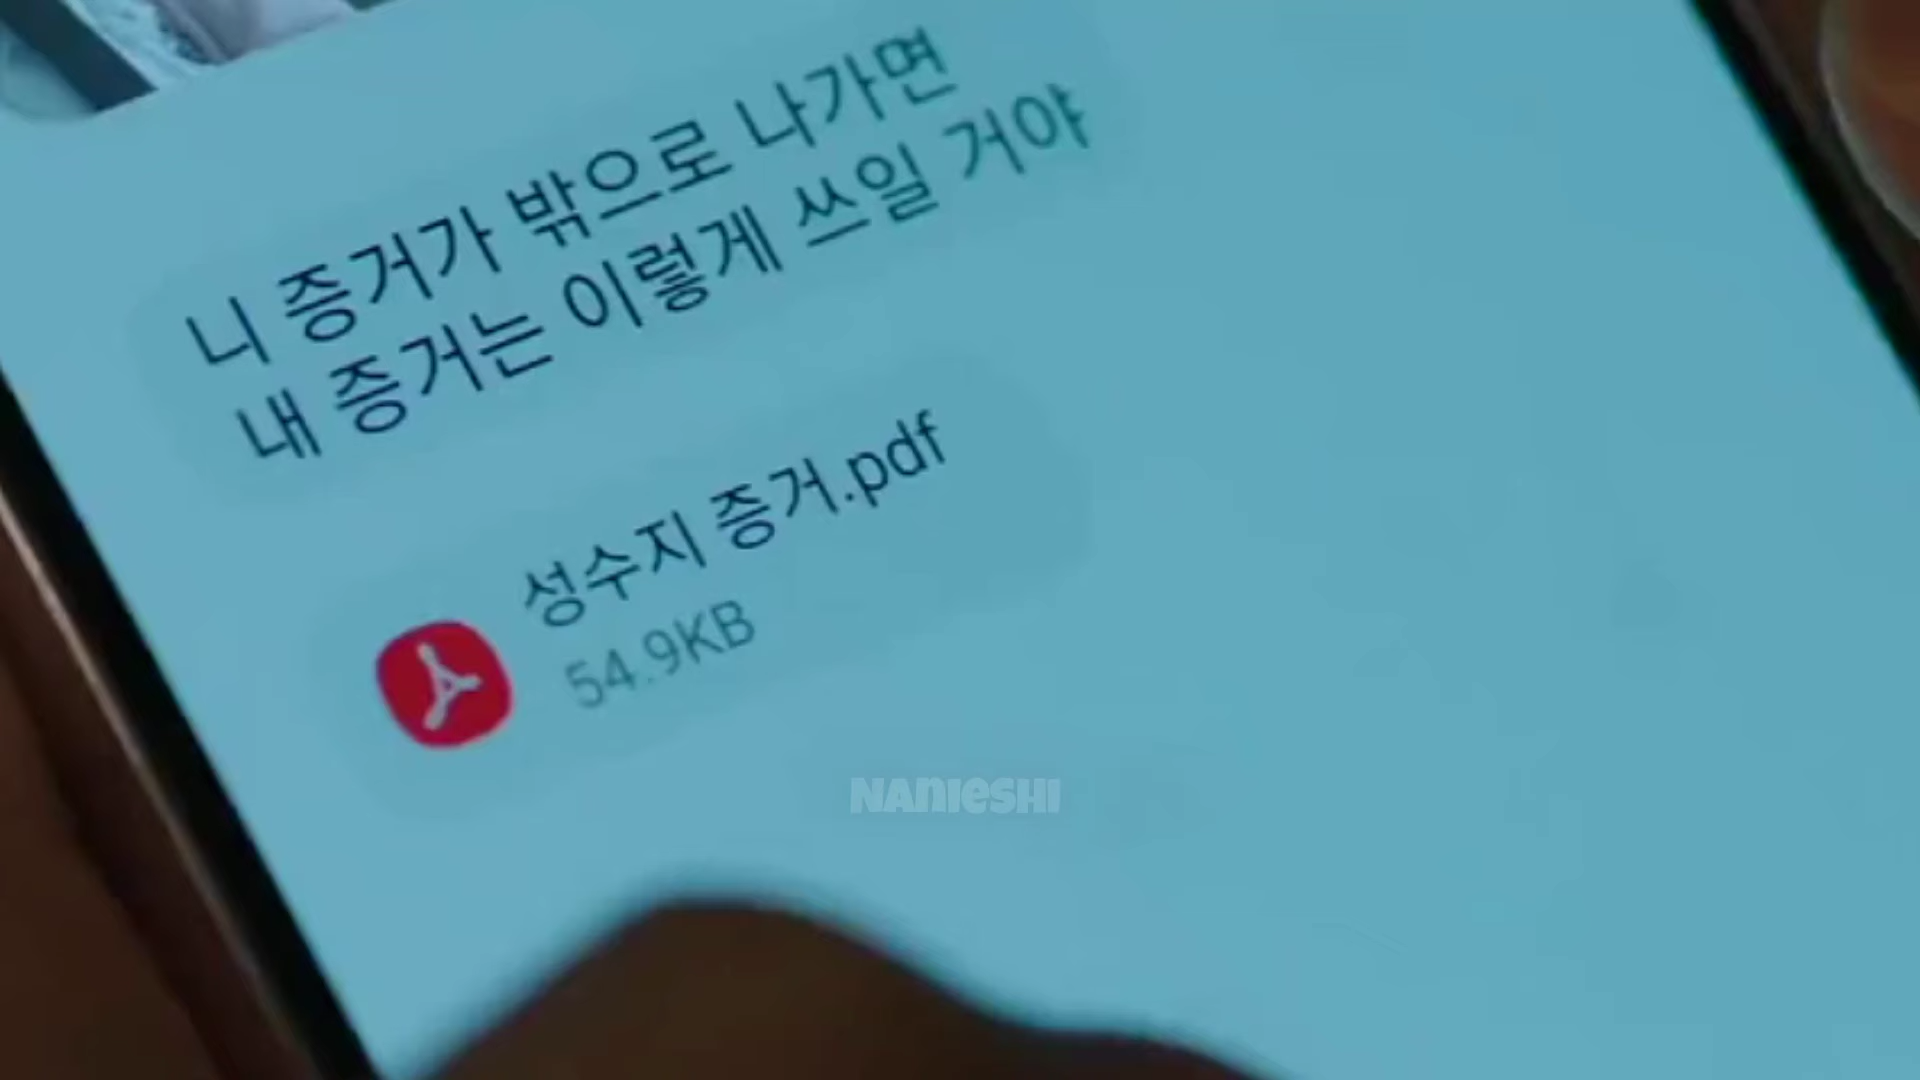 니 증거가 밖으로 나가면
내 증거는 이렇게 쓰일 거야
성수지 증거.pdf
54.9KB
NANIESHI